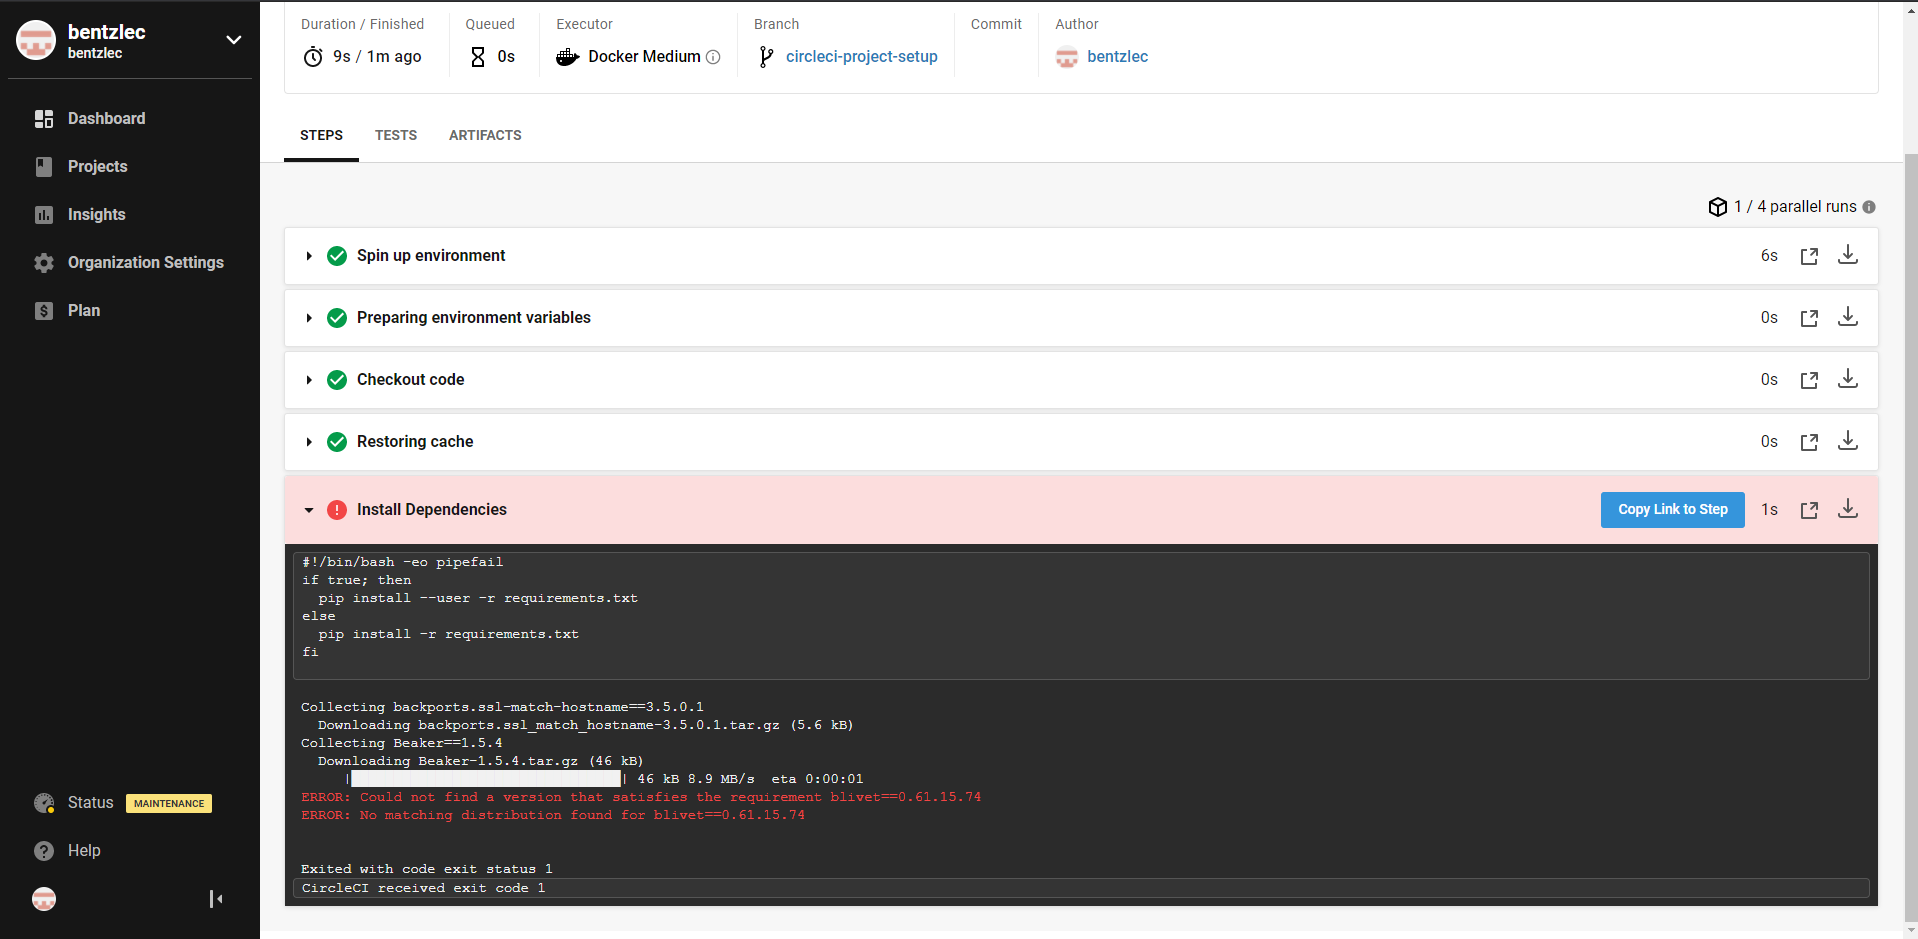 bentzlec
bentzlec
Dashboard
Projects
Insights
Organization Settings
Plan
Status MAINTENANCE
Help
Duration / Finished Queued Executor Branch Commit Author
9s / 1m ago 0s Docker Medium circleci-project-setup bentzlec
STEPS TESTS ARTIFACTS
1 / 4 parallel runs
Spin up environment 6s
Preparing environment variables 0s
Checkout code 0s
Restoring cache 0s
Install Dependencies Copy Link to Step 1s
#!/bin/bash -eo pipefail
if true; then
  pip install --user -r requirements.txt
else
  pip install -r requirements.txt
fi
Collecting backports.ssl-match-hostname==3.5.0.1
  Downloading backports.ssl_match_hostname-3.5.0.1.tar.gz (5.6 kB)
Collecting Beaker==1.5.4
  Downloading Beaker-1.5.4.tar.gz (46 kB)
     |████████████████████████████████| 46 kB 8.9 MB/s  eta 0:00:01
ERROR: Could not find a version that satisfies the requirement blivet==0.61.15.74
ERROR: No matching distribution found for blivet==0.61.15.74
Exited with code exit status 1
CircleCI received exit code 1